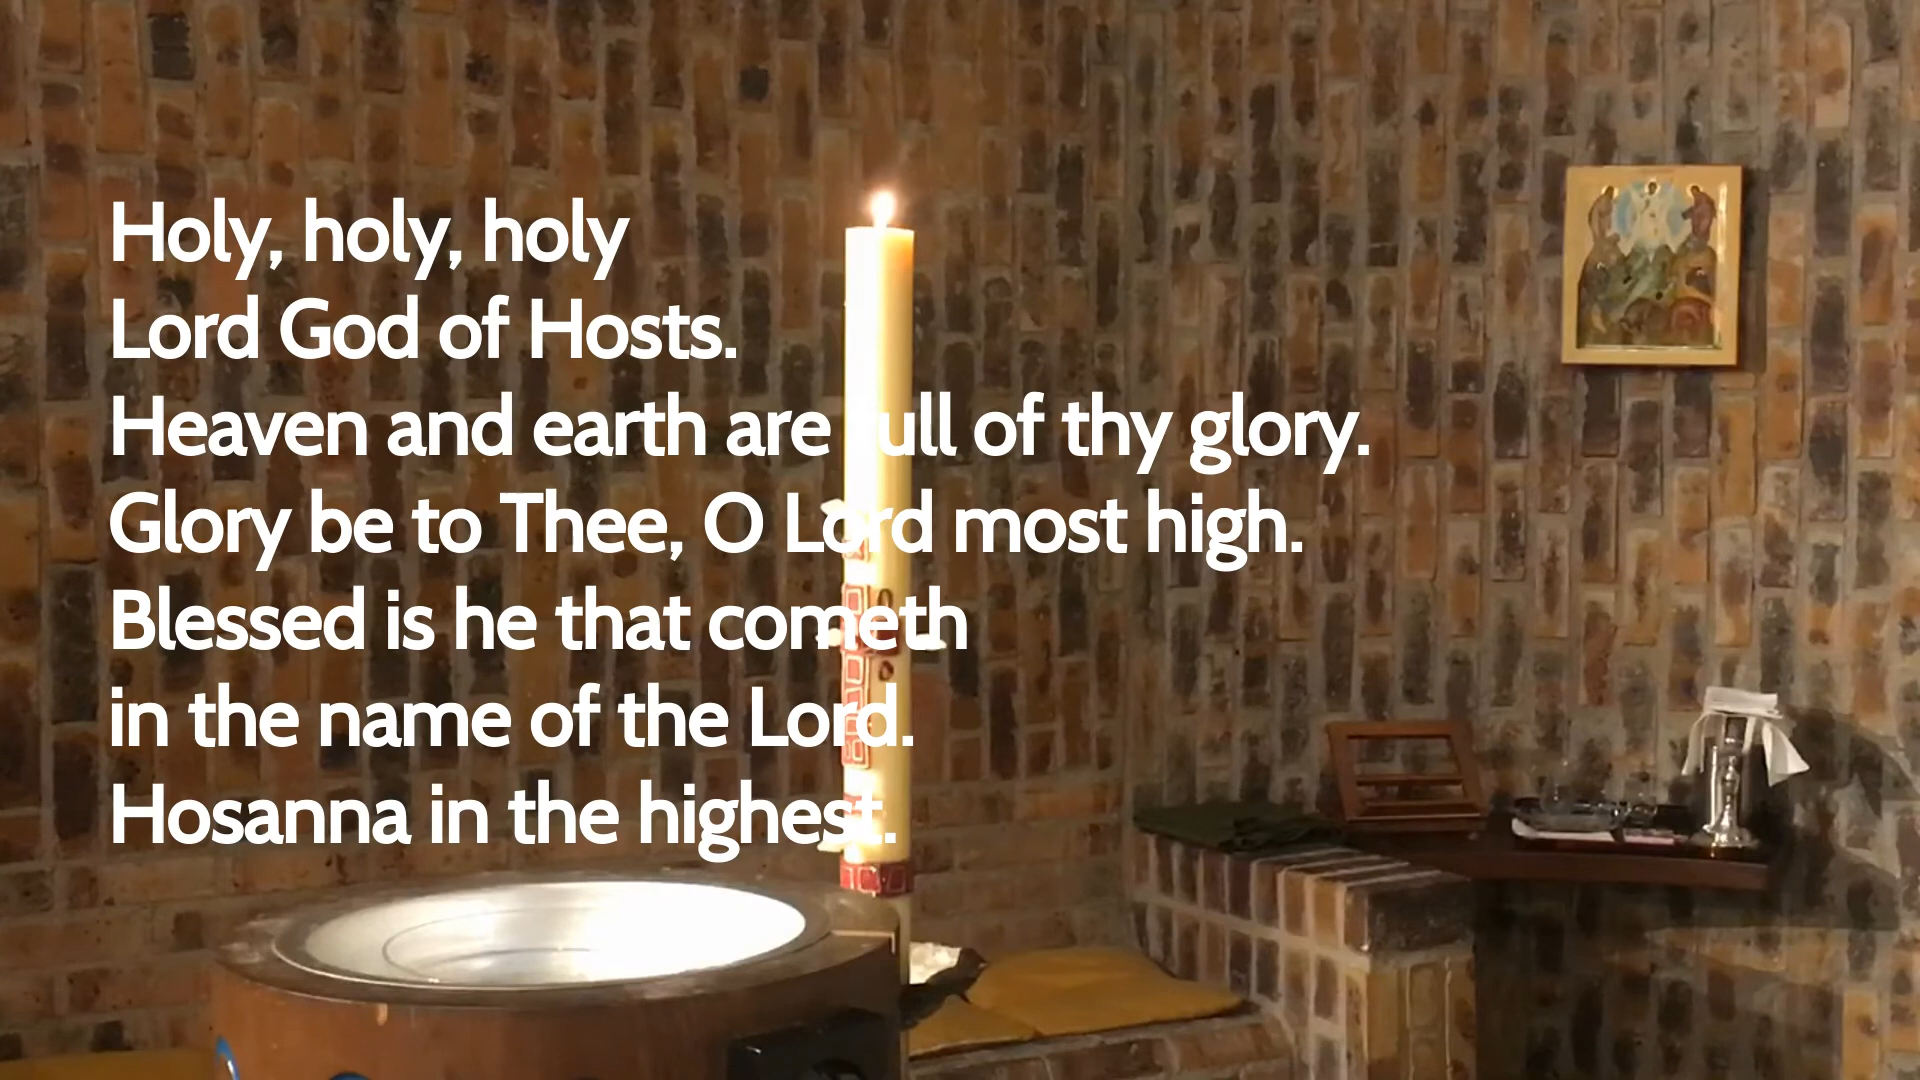 Holy, holy, holy
Lord God of Hosts.
Heaven and earth are full of thy glory.
Glory be to Thee, O Lord most high.
Blessed is he that cometh
in the name of the Lord.
Hosanna in the highest.